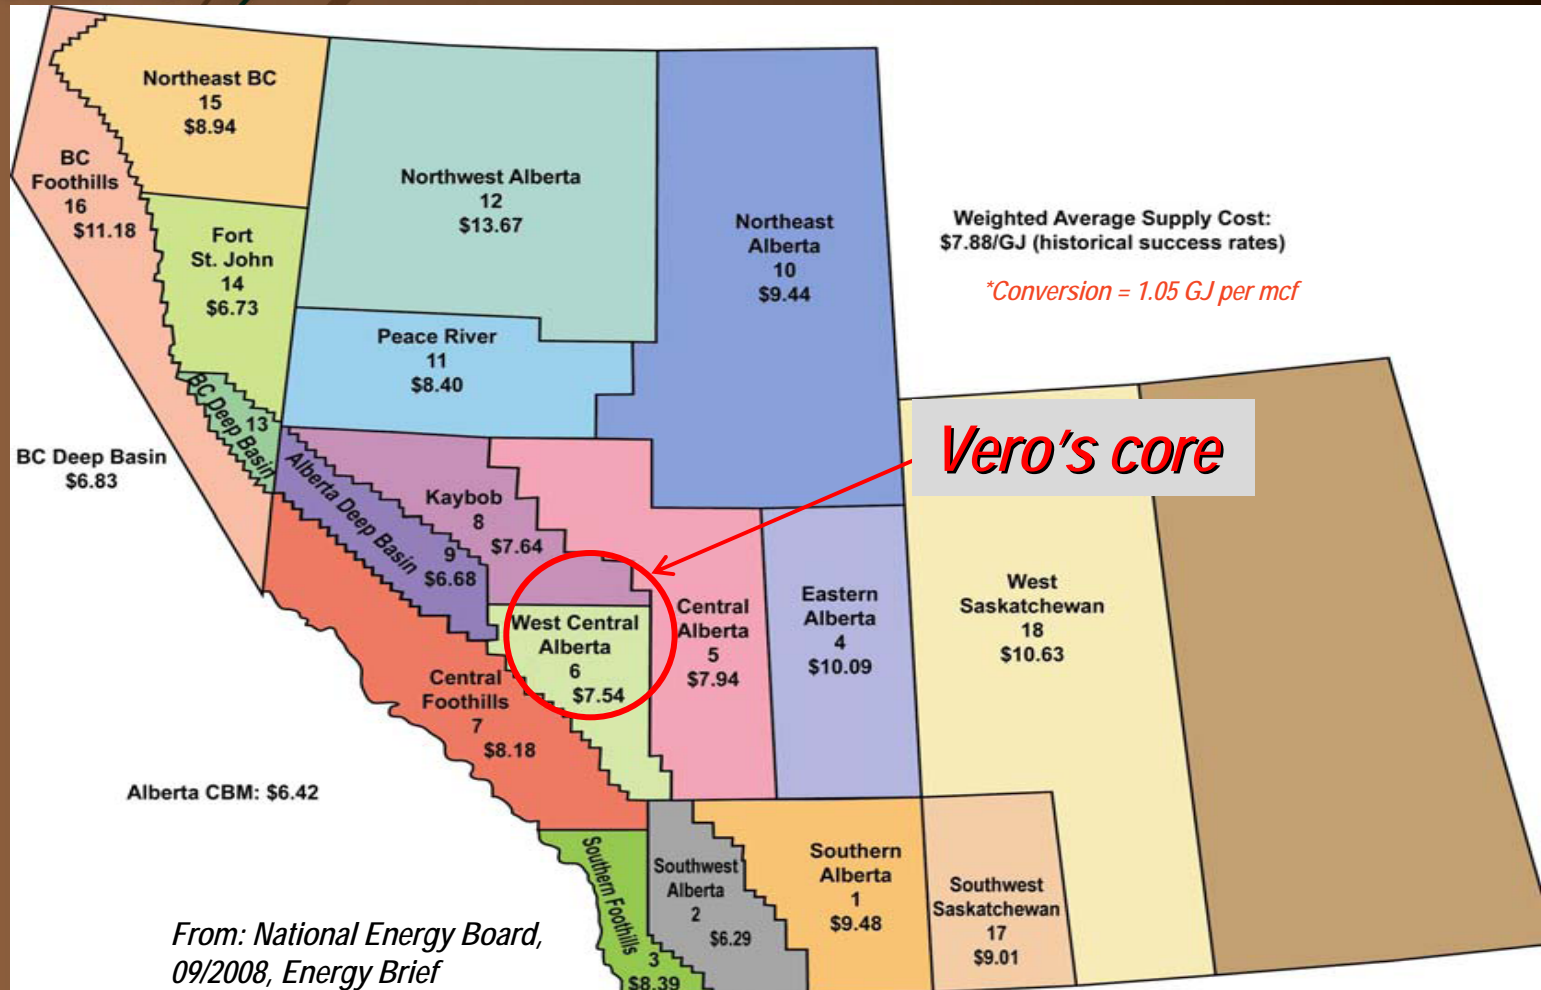 Northeast BC
15
$8.94
BC
Foothills
16
$11.18
Fort
St. John
14
$6.73
Northwest Alberta
12
$13.67
Northeast
Alberta
10
$9.44
Weighted Average Supply Cost:
$7.88/GJ (historical success rates)
*Conversion = 1.05 GJ per mcf
Peace River
11
$8.40
BC Deep Basin
13
BC Deep Basin
$6.83
Alberta Deep Basin
9
$6.68
Kaybob
8
$7.64
Vero's core
West Central
Alberta
6
$7.54
Central
Alberta
5
$7.94
Eastern
Alberta
4
$10.09
West
Saskatchewan
18
$10.63
Central
Foothills
7
$8.18
Alberta CBM: $6.42
Southern Foothills
3
$8.39
Southwest
Alberta
2
$6.29
Southern
Alberta
1
$9.48
Southwest
Saskatchewan
17
$9.01
From: National Energy Board,
09/2008, Energy Brief